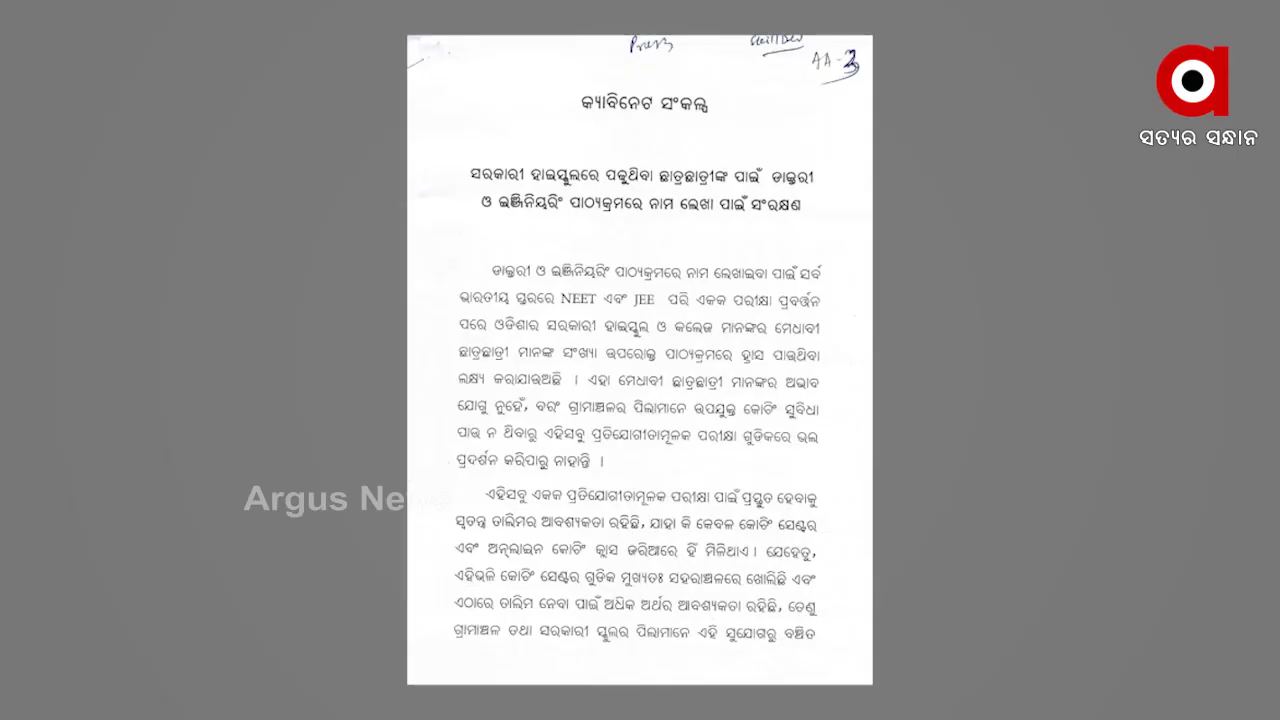 Press
AA-3
ସତ୍ୟର ସନ୍ଧାନ
କ୍ୟାବିନେଟ ସଂକଳ୍ପ
ସରକାରୀ ହାଇସ୍କୁଲରେ ପଢୁଥିବା ଛାତ୍ରଛାତ୍ରୀଙ୍କ ପାଇଁ ଡାକ୍ତରୀ
ଓ ଇଞ୍ଜିନିୟରିଂ ପାଠ୍ୟକ୍ରମରେ ନାମ ଲେଖା ପାଇଁ ସଂରକ୍ଷଣ
ଡାକ୍ତରୀ ଓ ଇଞ୍ଜିନିୟରିଂ ପାଠ୍ୟକ୍ରମରେ ନାମ ଲେଖାଇବା ପାଇଁ ସର୍ବ
ଭାରତୀୟ ସ୍ତରରେ NEET ଏବଂ JEE ପରି ଏକକ ପରୀକ୍ଷା ପ୍ରବର୍ତ୍ତନ
ପରେ ଓଡିଶାର ସରକାରୀ ହାଇସ୍କୁଲ ଓ କଲେଜ ମାନଙ୍କର ମେଧାବୀ
ଛାତ୍ରଛାତ୍ରୀ ମାନଙ୍କ ସଂଖ୍ୟା ଉପରୋକ୍ତ ପାଠ୍ୟକ୍ରମରେ ହ୍ରାସ ପାଉଥିବା
ଲକ୍ଷ୍ୟ କରାଯାଉଅଛି । ଏହା ମେଧାବୀ ଛାତ୍ରଛାତ୍ରୀ ମାନଙ୍କର ଅଭାବ
ଯୋଗୁ ନୁହେଁ, ବରଂ ଗ୍ରାମାଞ୍ଚଳର ପିଲାମାନେ ଉପଯୁକ୍ତ କୋଚିଂ ସୁବିଧା
ପାଉ ନ ଥିବାରୁ ଏହିସବୁ ପ୍ରତିଯୋଗୀତାମୂଳକ ପରୀକ୍ଷା ଗୁଡିକରେ ଭଲ
ପ୍ରଦର୍ଶନ କରିପାରୁ ନାହାନ୍ତି ।
ଏହିସବୁ ଏକକ ପ୍ରତିଯୋଗୀତାମୂଳକ ପରୀକ୍ଷା ପାଇଁ ପ୍ରସ୍ତୁତ ହେବାକୁ
ସ୍ୱତନ୍ତ୍ର ତାଲିମର ଆବଶ୍ୟକତା ରହିଛି, ଯାହା କି କେବଳ କୋଚିଂ ସେଣ୍ଟର
ଏବଂ ଅନ୍‌ଲାଇନ କୋଚିଂ କ୍ଲାସ ଜରିଆରେ ହିଁ ମିଳିଥାଏ । ଯେହେତୁ,
ଏହିଭଳି କୋଚିଂ ସେଣ୍ଟର ଗୁଡିକ ମୁଖ୍ୟତଃ ସହରାଞ୍ଚଳରେ ଖୋଲିଛି ଏବଂ
ଏଠାରେ ତାଲିମ ନେବା ପାଇଁ ଅଧିକ ଅର୍ଥର ଆବଶ୍ୟକତା ରହିଛି, ତେଣୁ
ଗ୍ରାମାଞ୍ଚଳ ତଥା ସରକାରୀ ସ୍କୁଲର ପିଲାମାନେ ଏହି ସୁଯୋଗରୁ ବଞ୍ଚିତ
Argus News